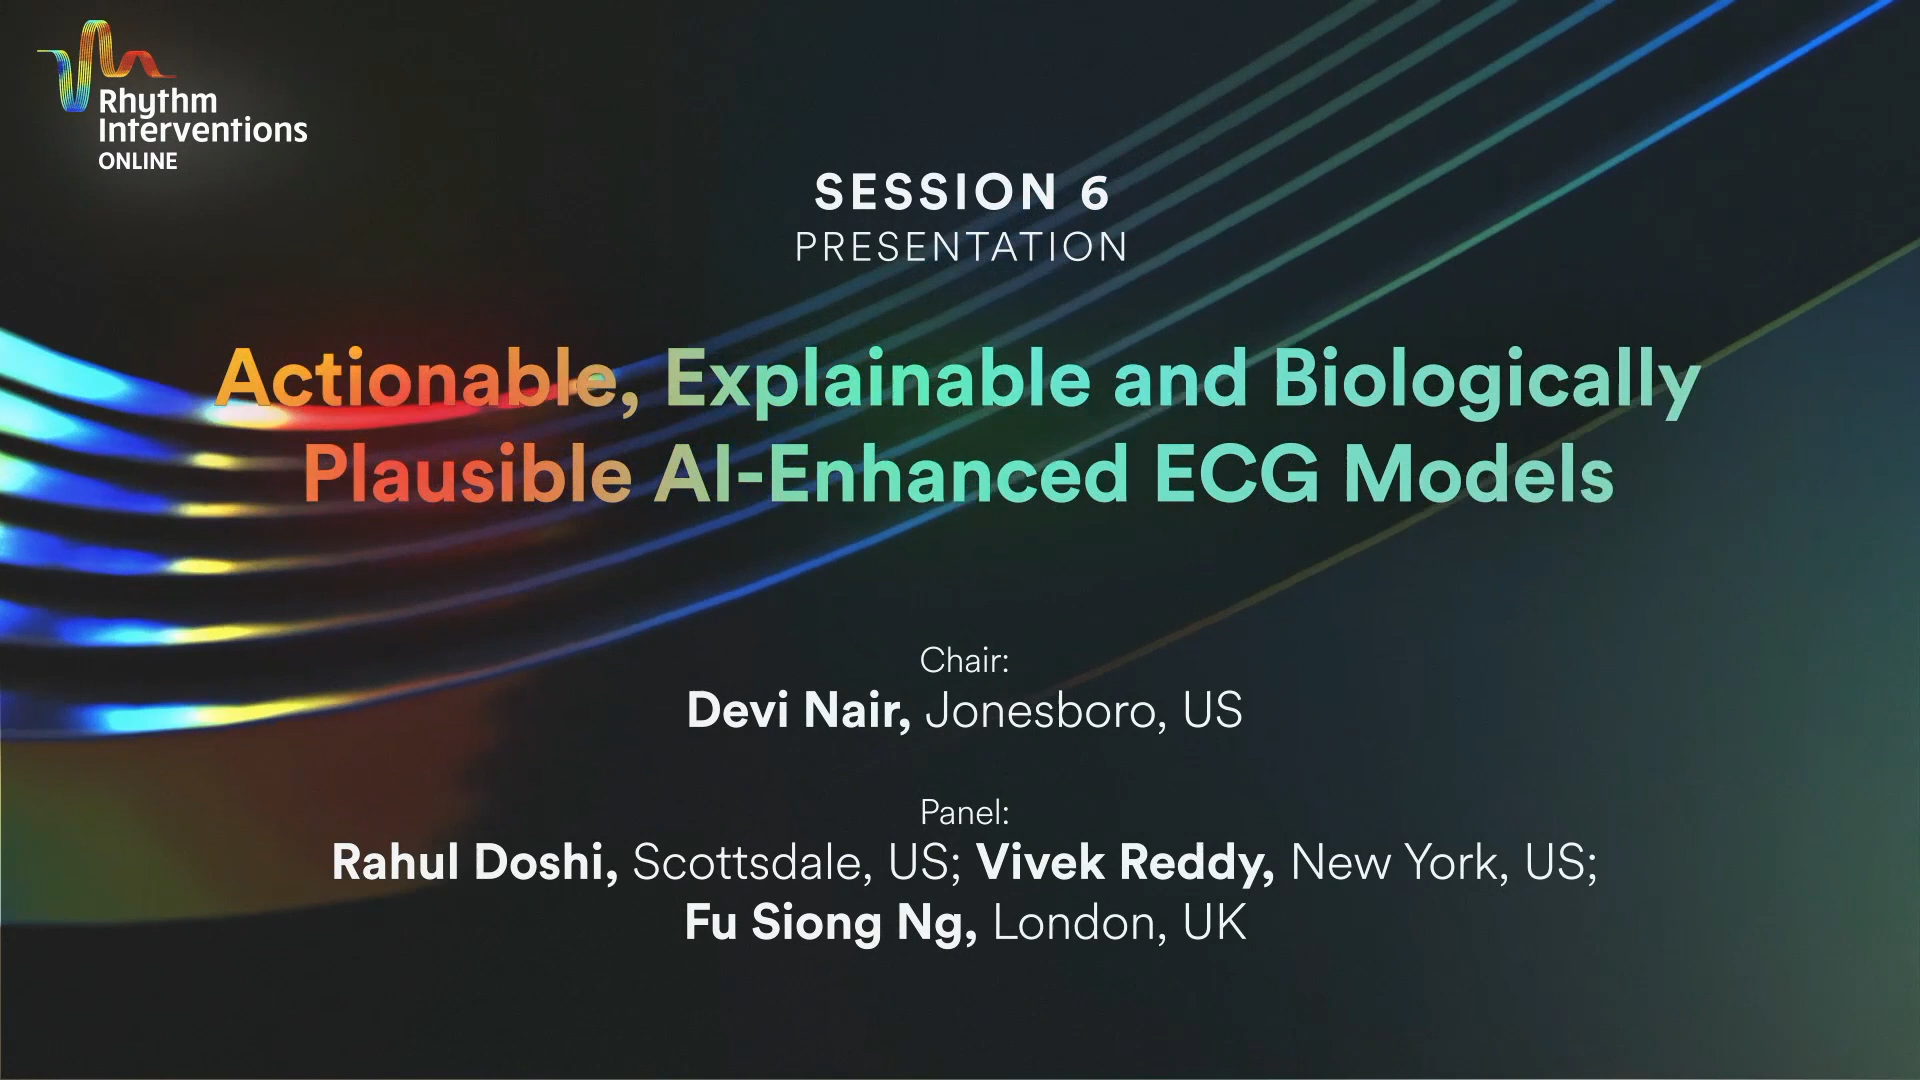 Rhythm
Interventions
ONLINE
SESSION 6
PRESENTATION
Actionable, Explainable and Biologically
Plausible AI-Enhanced ECG Models
Chair:
Devi Nair, Jonesboro, US
Panel:
Rahul Doshi, Scottsdale, US; Vivek Reddy, New York, US;
Fu Siong Ng, London, UK